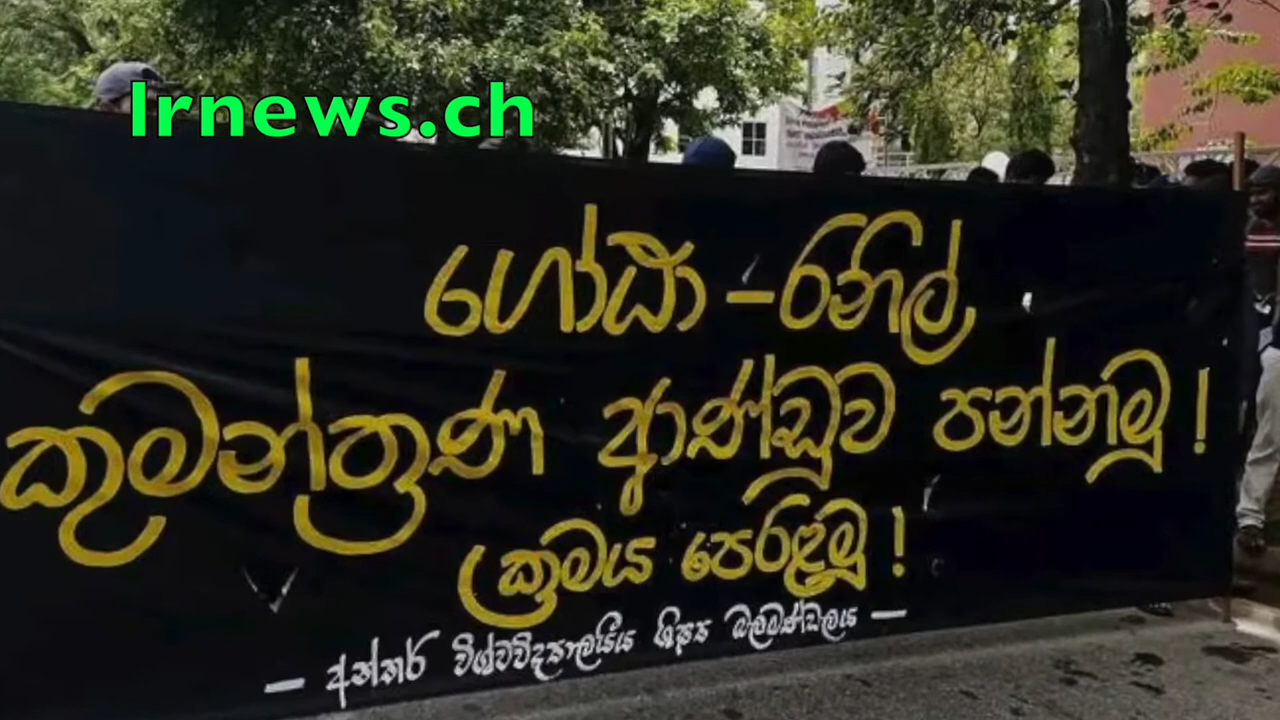 lrnews.ch
ගෝඨා – රනිල්
කුමන්ත්‍රණ ආණ්ඩුව පන්නමු !
ක්‍රමය පෙරළමු !
– අන්තර් විශ්වවිද්‍යාලයීය ශිෂ්‍ය බලමණ්ඩලය –